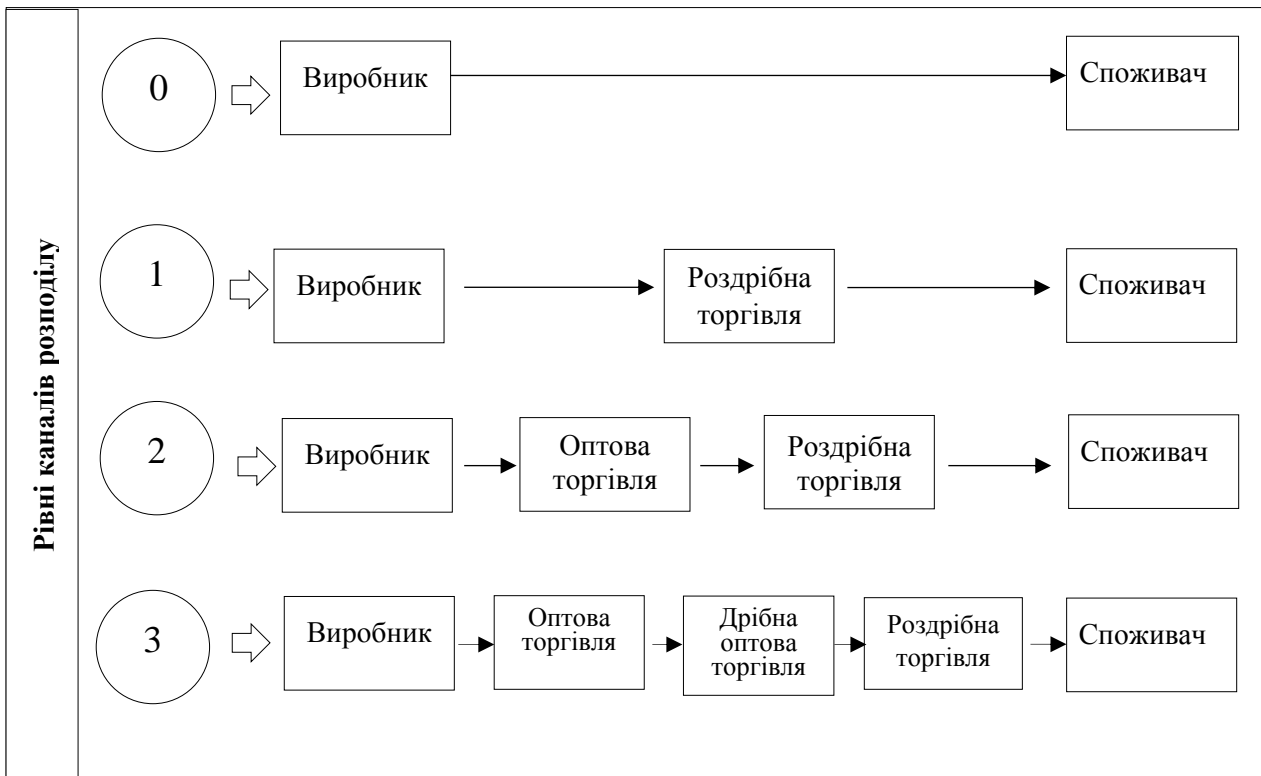 Рівні каналів розподілу
0
Виробник
Споживач
1
Виробник
Роздрібна
торгівля
Споживач
2
Виробник
Оптова
торгівля
Роздрібна
торгівля
Споживач
3
Виробник
Оптова
торгівля
Дрібна
оптова
торгівля
Роздрібна
торгівля
Споживач